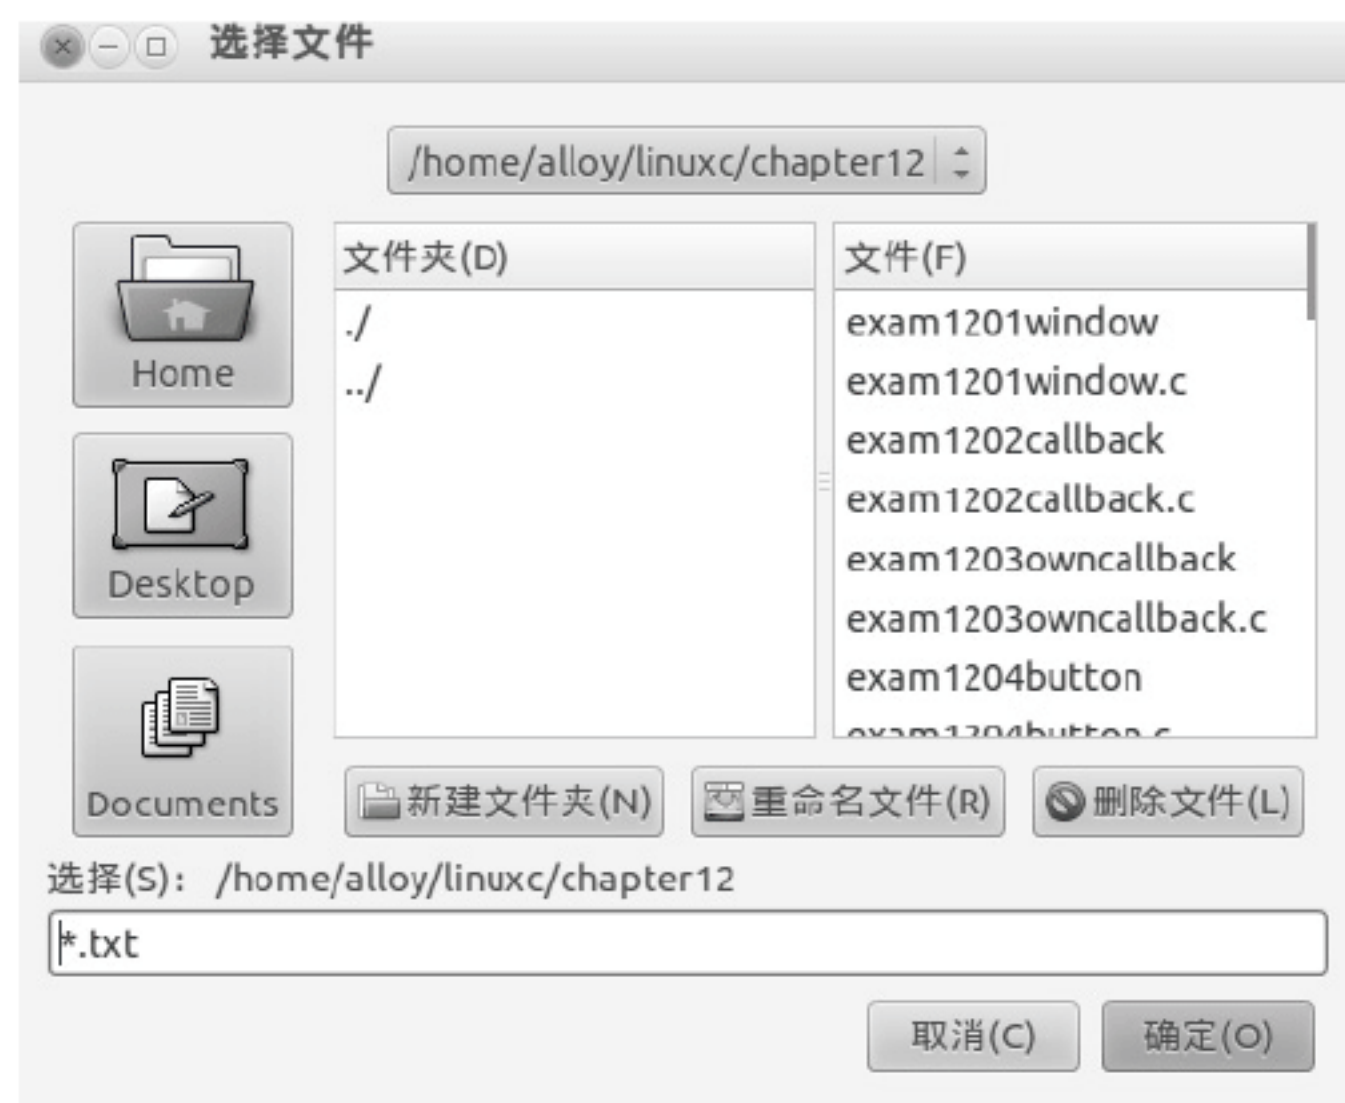 选择文件
/home/alloy/linuxc/chapter12
Home
Desktop
Documents
文件夹(D)
./
../
文件(F)
exam1201window
exam1201window.c
exam1202callback
exam1202callback.c
exam1203owncallback
exam1203owncallback.c
exam1204button
exam1204button.c
新建文件夹(N)
重命名文件(R)
删除文件(L)
选择(S)： /home/alloy/linuxc/chapter12
*.txt
取消(C)
确定(O)